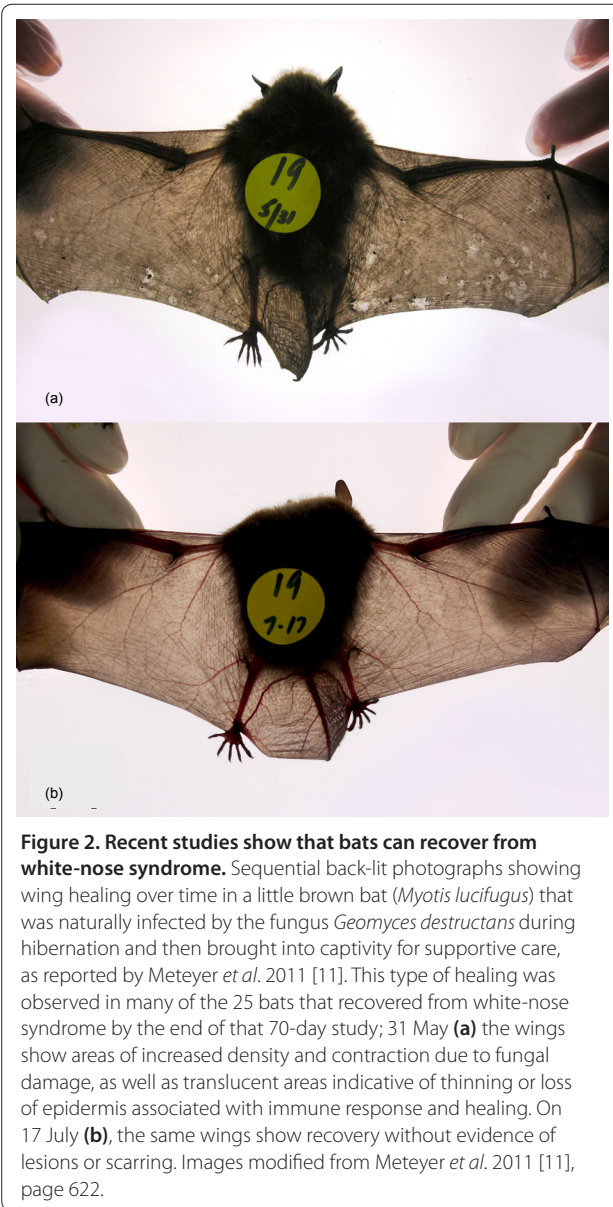 19
5/31
(a)
19
7-17
(b)
Figure 2. Recent studies show that bats can recover from
white-nose syndrome. Sequential back-lit photographs showing
wing healing over time in a little brown bat (Myotis lucifugus) that
was naturally infected by the fungus Geomyces destructans during
hibernation and then brought into captivity for supportive care,
as reported by Meteyer et al. 2011 [11]. This type of healing was
observed in many of the 25 bats that recovered from white-nose
syndrome by the end of that 70-day study; 31 May (a) the wings
show areas of increased density and contraction due to fungal
damage, as well as translucent areas indicative of thinning or loss
of epidermis associated with immune response and healing. On
17 July (b), the same wings show recovery without evidence of
lesions or scarring. Images modified from Meteyer et al. 2011 [11],
page 622.